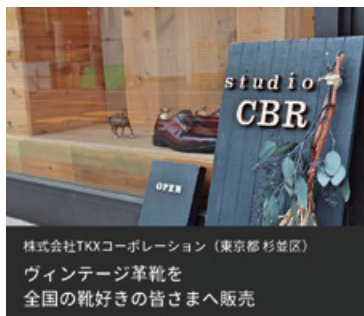 studio
CBR
OPEN
株式会社TKXコーポレーション（東京都 杉並区）
ヴィンテージ革靴を
全国の靴好きの皆さまへ販売